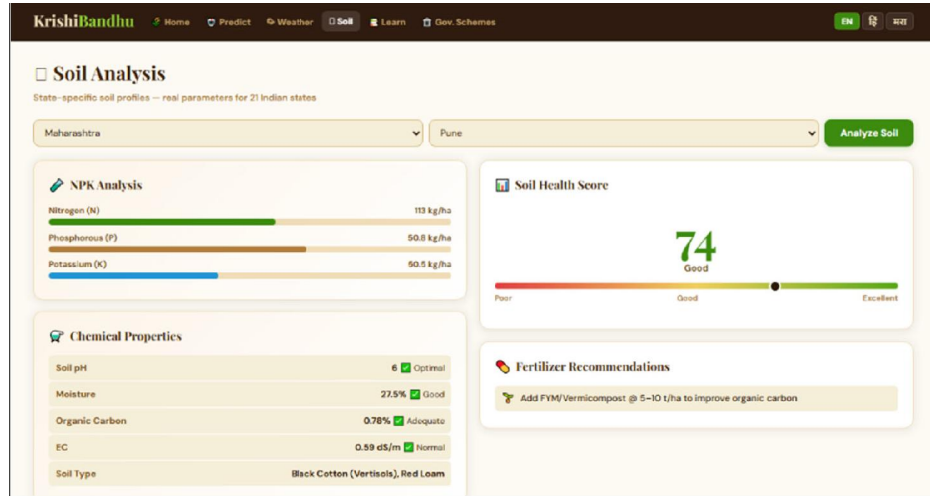 KrishiBandhu Home Predict Weather Soil Learn Gov. Schemes EN हि मरा
Soil Analysis
State-specific soil profiles — real parameters for 21 Indian states
Maharashtra Pune Analyze Soil
NPK Analysis
Nitrogen (N) 113 kg/ha
Phosphorous (P) 50.8 kg/ha
Potassium (K) 50.5 kg/ha
Soil Health Score
74
Good
Poor Good Excellent
Chemical Properties
Soil pH 6 Optimal
Moisture 27.5% Good
Organic Carbon 0.78% Adequate
EC 0.59 dS/m Normal
Soil Type Black Cotton (Vertisols), Red Loam
Fertilizer Recommendations
Add FYM/Vermicompost @ 5–10 t/ha to improve organic carbon